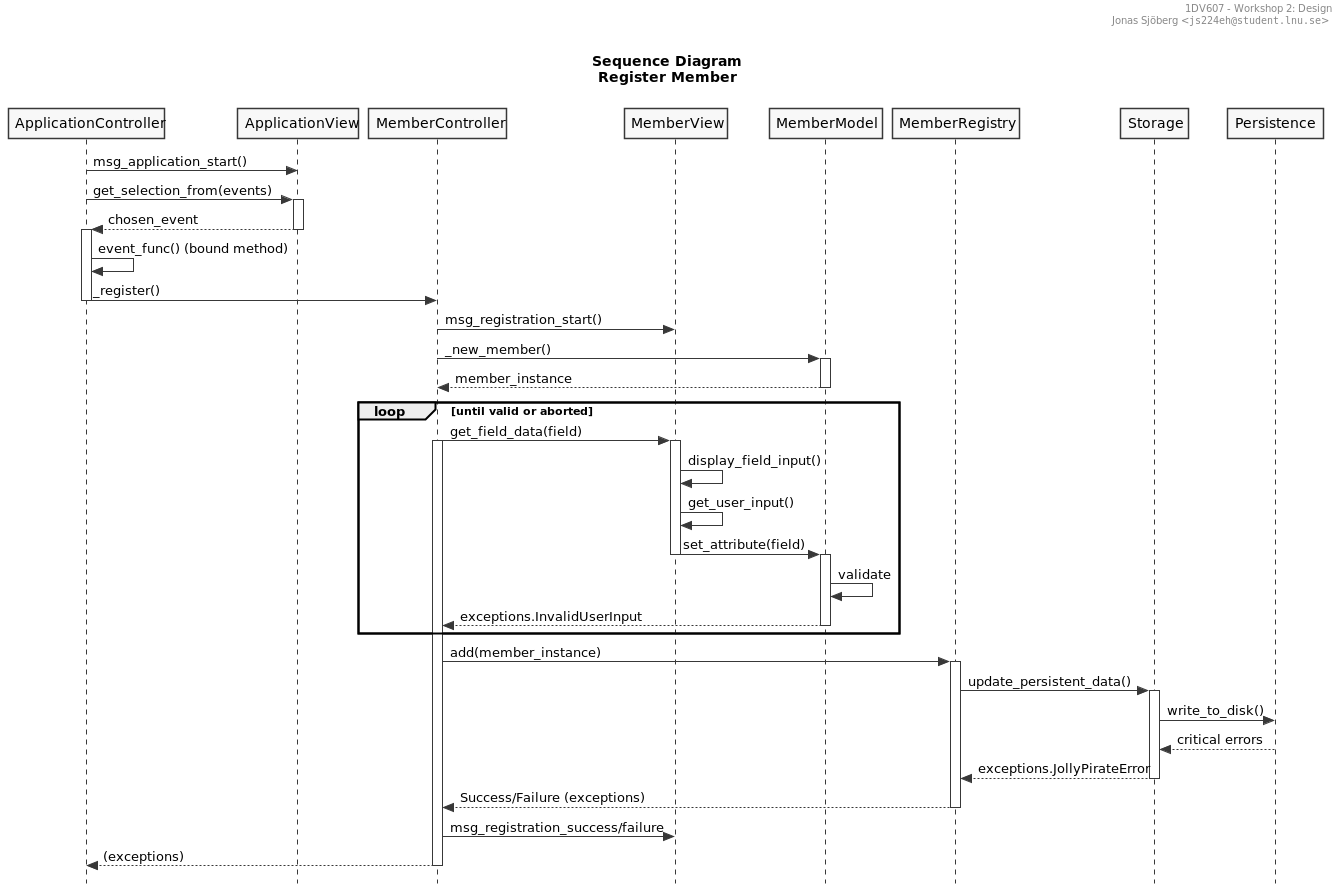 1DV607 - Workshop 2: Design
Jonas Sjöberg <js224eh@student.lnu.se>
Sequence Diagram
Register Member
ApplicationController
ApplicationView
MemberController
MemberView
MemberModel
MemberRegistry
Storage
Persistence
msg_application_start()
get_selection_from(events)
chosen_event
event_func() (bound method)
_register()
msg_registration_start()
_new_member()
member_instance
loop
[until valid or aborted]
get_field_data(field)
display_field_input()
get_user_input()
set_attribute(field)
validate
exceptions.InvalidUserInput
add(member_instance)
update_persistent_data()
write_to_disk()
critical errors
exceptions.JollyPirateError
Success/Failure (exceptions)
msg_registration_success/failure
(exceptions)